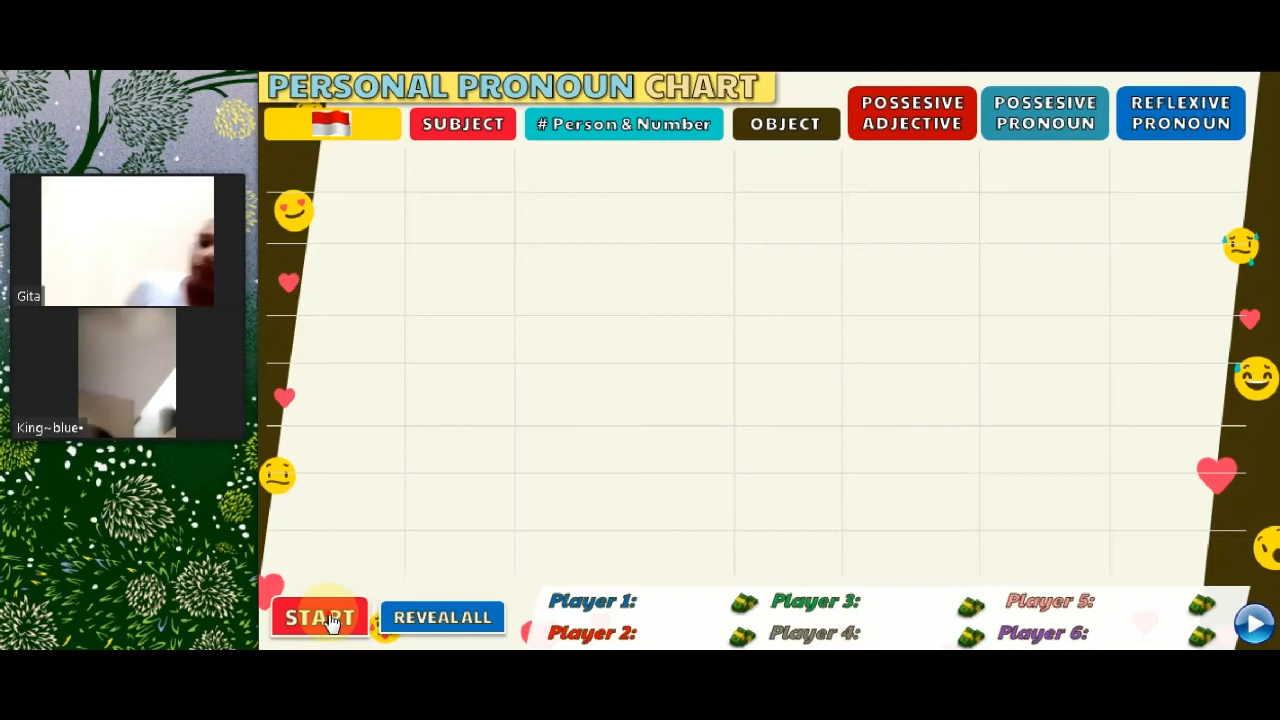 PERSONAL PRONOUN CHART
SUBJECT
# Person & Number
OBJECT
POSSESIVE
ADJECTIVE
POSSESIVE
PRONOUN
REFLEXIVE
PRONOUN
Gita
King~blue•
START
REVEAL ALL
Player 1:
Player 3:
Player 5:
Player 2:
Player 4:
Player 6: